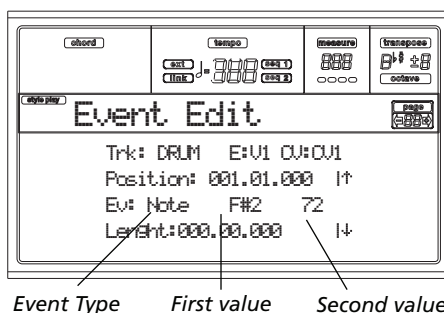 chord tempo measure transpose
ext ♩= seq 1 888 B♭# ±8
link seq 2 octave
style play Event Edit page
Trk: DRUM E:V1 CV:CV1
Position: 001.01.000 |↑
Ev: Note F#2 72
Lenght:000.00.000 |↓
Event Type First value Second value